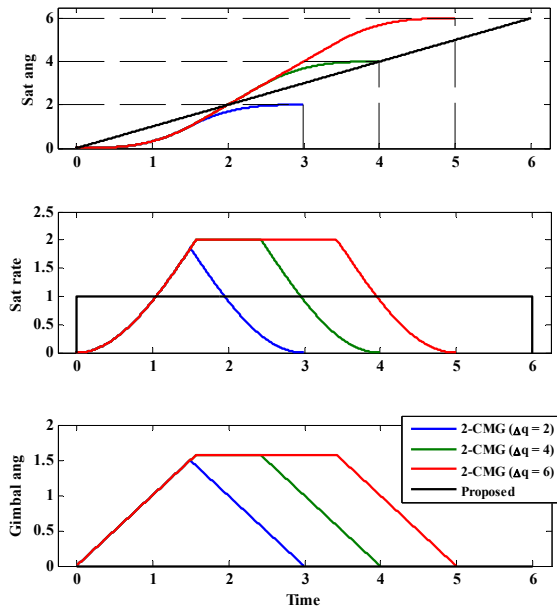 6
4
2
0
Sat ang
0 1 2 3 4 5 6
2.5
2
1.5
1
0.5
0
Sat rate
0 1 2 3 4 5 6
2
1.5
1
0.5
0
Gimbal ang
2-CMG (Δq = 2)
2-CMG (Δq = 4)
2-CMG (Δq = 6)
Proposed
0 1 2 3 4 5 6
Time